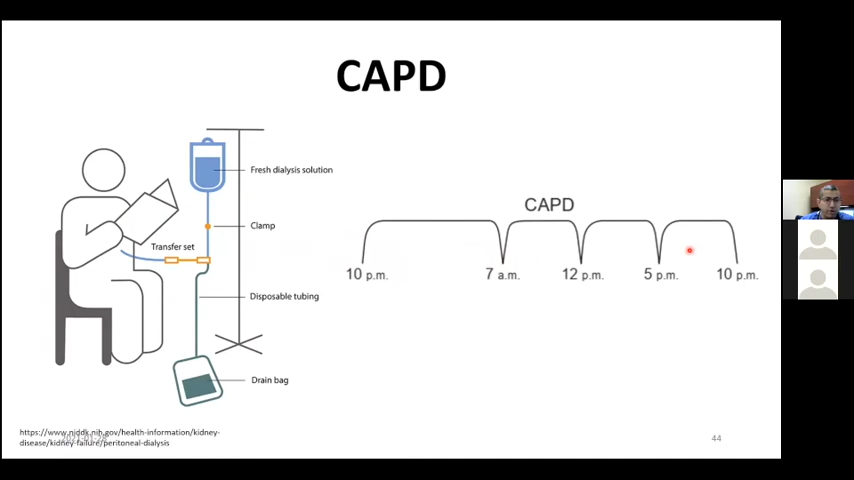 CAPD
Fresh dialysis solution
Clamp
Transfer set
Disposable tubing
Drain bag
CAPD
10 p.m.
7 a.m.
12 p.m.
5 p.m.
10 p.m.
https://www.niddk.nih.gov/health-information/kidney-
disease/kidney-failure/peritoneal-dialysis
44